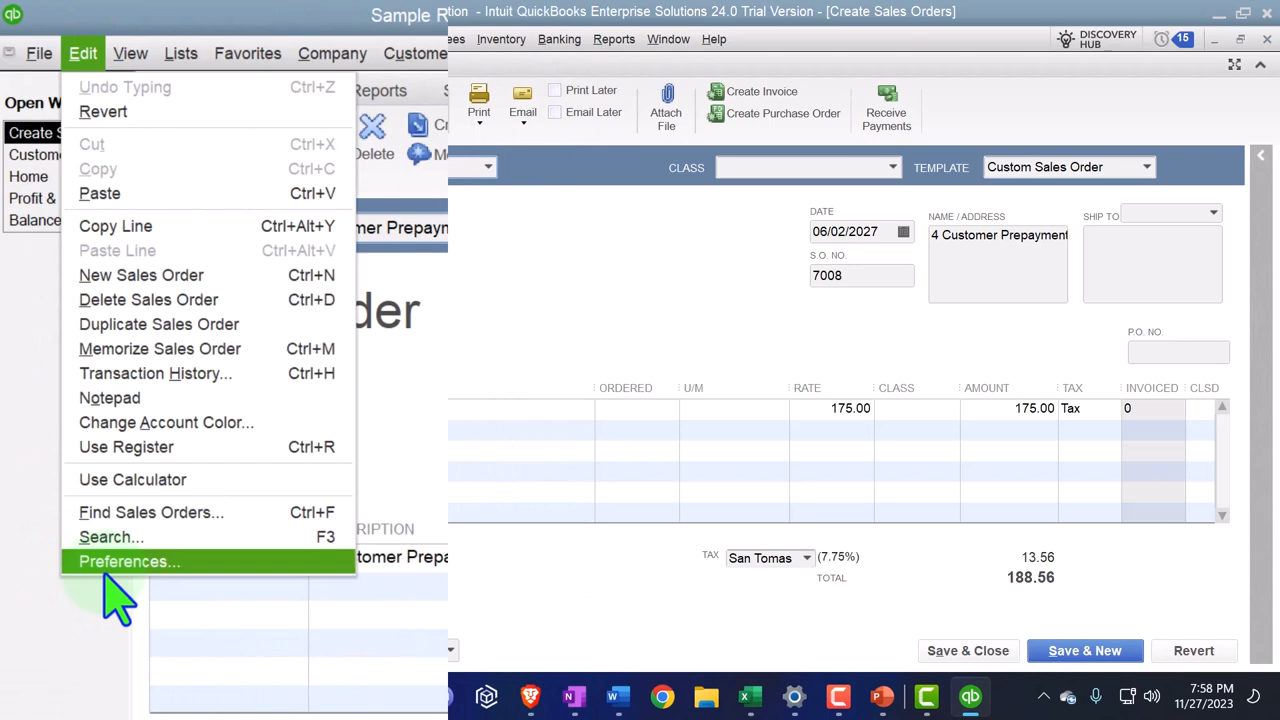 Sample R
tion - Intuit QuickBooks Enterprise Solutions 24.0 Trial Version - [Create Sales Orders]
File Edit View Lists Favorites Company Custome
ees Inventory Banking Reports Window Help
DISCOVERY HUB
15
Open W
Create S
Custome
Home
Profit &
Balance
Undo Typing Ctrl+Z
Revert
Cut Ctrl+X
Copy Ctrl+C
Paste Ctrl+V
Copy Line Ctrl+Alt+Y
Paste Line Ctrl+Alt+V
New Sales Order Ctrl+N
Delete Sales Order Ctrl+D
Duplicate Sales Order
Memorize Sales Order Ctrl+M
Transaction History... Ctrl+H
Notepad
Change Account Color...
Use Register Ctrl+R
Use Calculator
Find Sales Orders... Ctrl+F
Search... F3
Preferences...
Reports S
Delete
Cr
M
mer Prepaym
der
RIPTION
tomer Prepa
Print
Email
Print Later
Email Later
Attach File
Create Invoice
Create Purchase Order
Receive Payments
CLASS TEMPLATE Custom Sales Order
DATE
06/02/2027
S.O. NO.
7008
NAME / ADDRESS
4 Customer Prepayment
SHIP TO
P.O. NO.
ORDERED U/M RATE CLASS AMOUNT TAX INVOICED CLSD
175.00 175.00 Tax 0
TAX San Tomas (7.75%) 13.56
TOTAL 188.56
Save & Close Save & New Revert
7:58 PM
11/27/2023